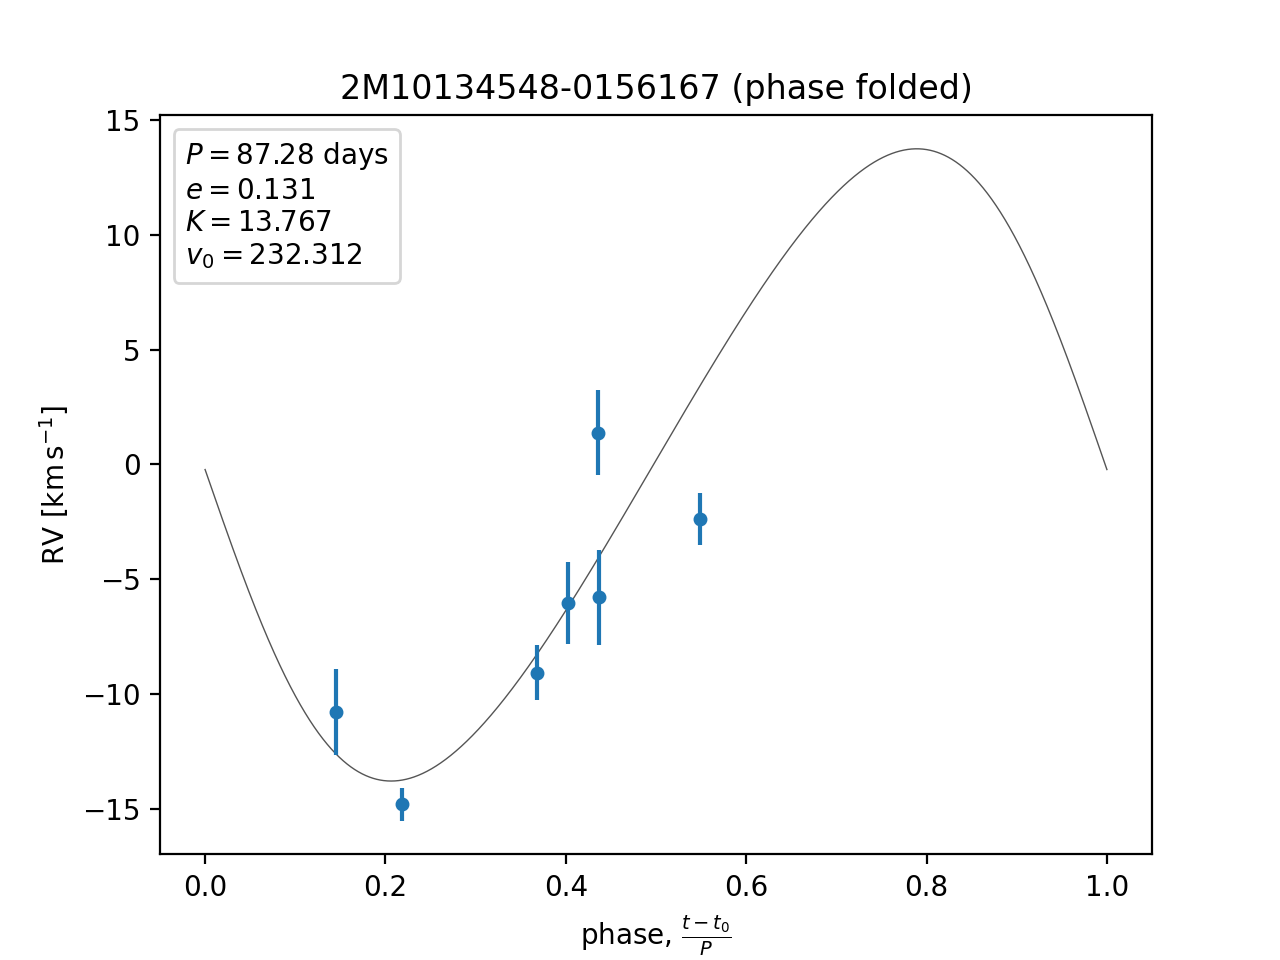 2M10134548-0156167 (phase folded)
P = 87.28 days
e = 0.131
K = 13.767
v₀ = 232.312
15
10
5
0
−5
−10
−15
RV [km s⁻¹]
0.0 0.2 0.4 0.6 0.8 1.0
phase, (t − t₀)/P